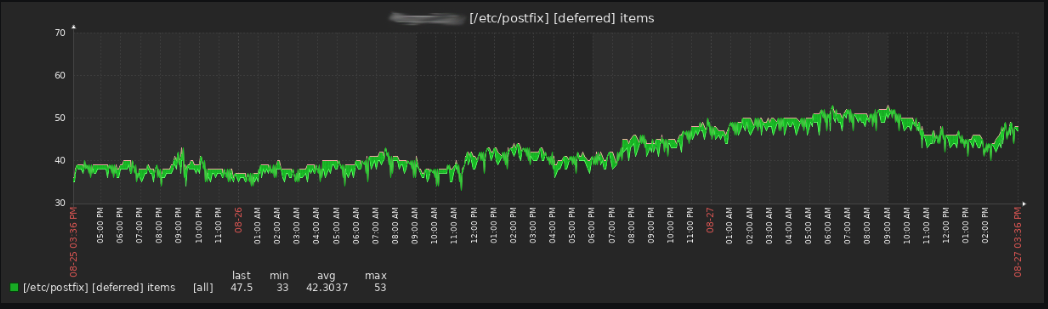 [/etc/postfix] [deferred] items
70
60
50
40
30
08-25 03:36 PM
05:00 PM
06:00 PM
07:00 PM
08:00 PM
09:00 PM
10:00 PM
11:00 PM
08-26
01:00 AM
02:00 AM
03:00 AM
04:00 AM
05:00 AM
06:00 AM
07:00 AM
08:00 AM
09:00 AM
10:00 AM
11:00 AM
12:00 PM
01:00 PM
02:00 PM
03:00 PM
04:00 PM
05:00 PM
06:00 PM
07:00 PM
08:00 PM
09:00 PM
10:00 PM
11:00 PM
08-27
01:00 AM
02:00 AM
03:00 AM
04:00 AM
05:00 AM
06:00 AM
07:00 AM
08:00 AM
09:00 AM
10:00 AM
11:00 AM
12:00 PM
01:00 PM
02:00 PM
08-27 03:36 PM
last min avg max
[/etc/postfix] [deferred] items [all] 47.5 33 42.3037 53